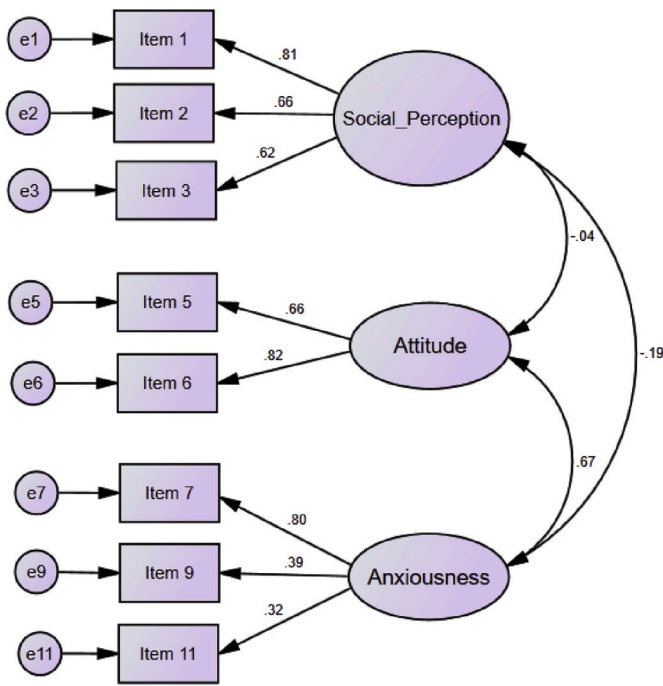 e1
Item 1
.81
e2
Item 2
.66
Social_Perception
e3
Item 3
.62
-.04
e5
Item 5
.66
Attitude
-.19
e6
Item 6
.82
.67
e7
Item 7
.80
e9
Item 9
.39
Anxiousness
.32
e11
Item 11